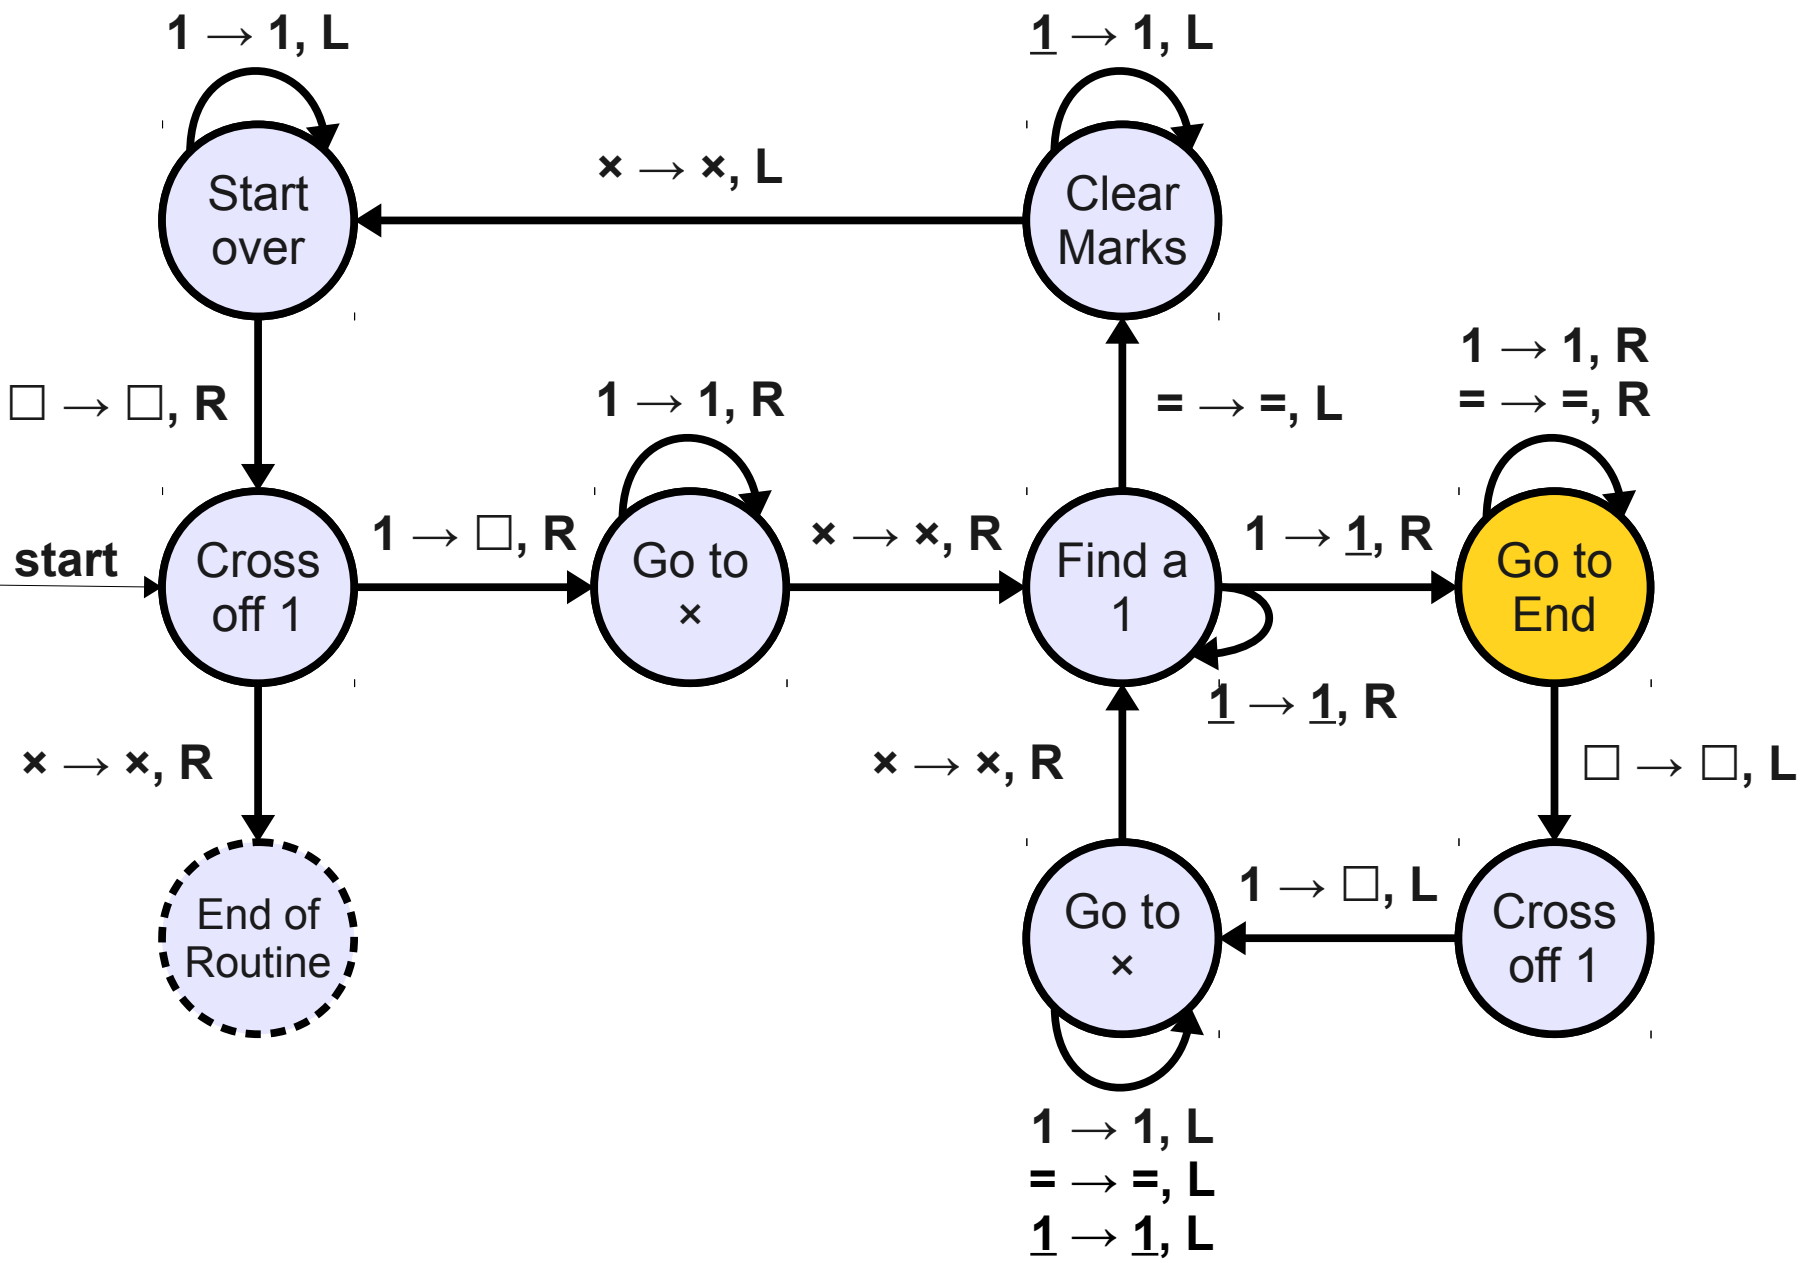 1 → 1, L
1 → 1, L
Start
over
× → ×, L
Clear
Marks
□ → □, R
1 → 1, R
= → =, L
1 → 1, R
= → =, R
start
Cross
off 1
1 → □, R
Go to
×
× → ×, R
Find a
1
1 → 1, R
Go to
End
1 → 1, R
× → ×, R
× → ×, R
□ → □, L
End of
Routine
Go to
×
1 → □, L
Cross
off 1
1 → 1, L
= → =, L
1 → 1, L